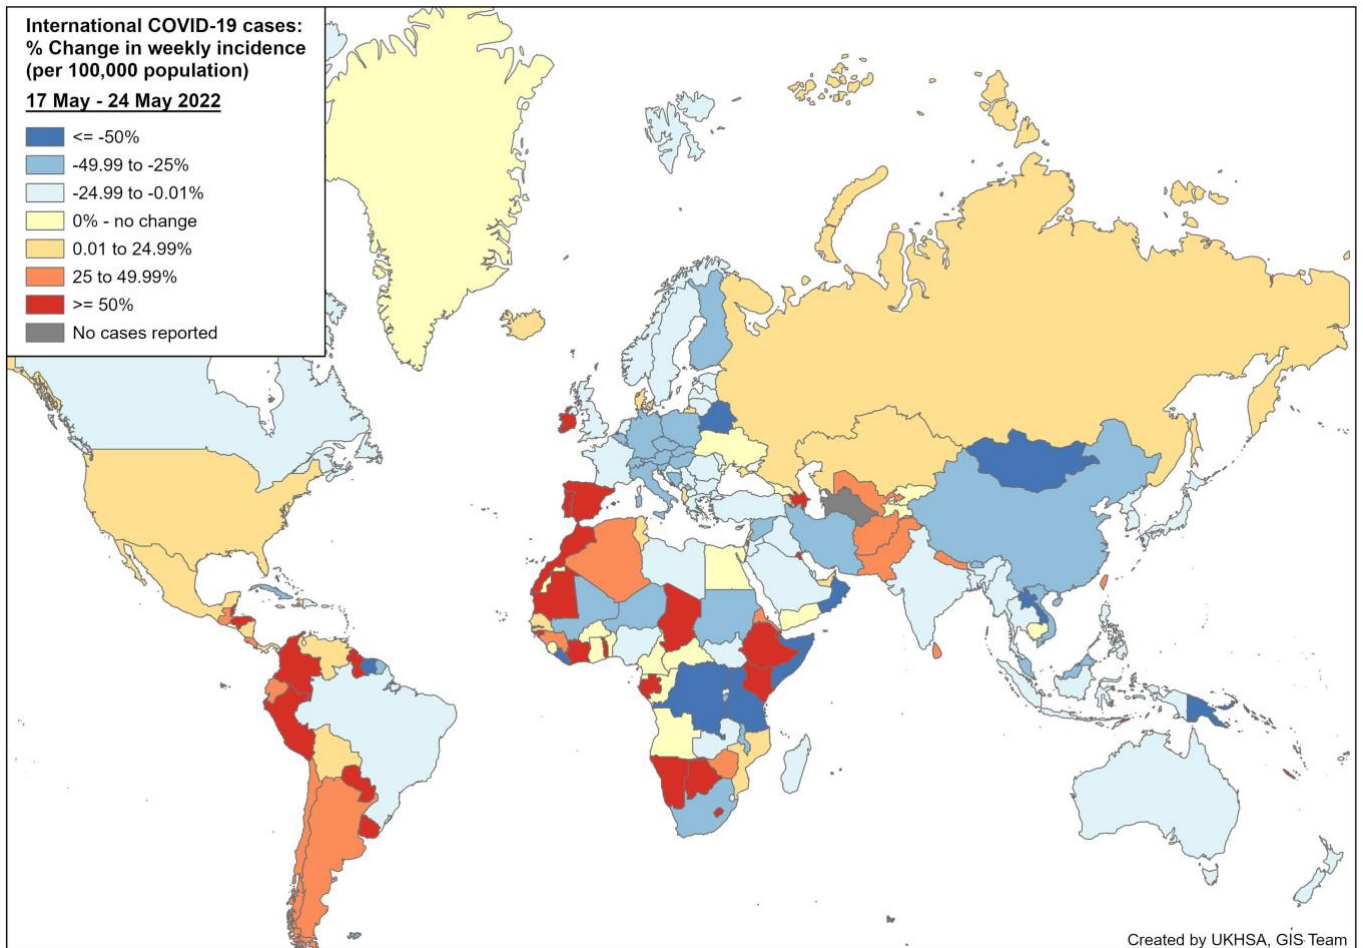 International COVID-19 cases:
% Change in weekly incidence
(per 100,000 population)
17 May - 24 May 2022
<= -50%
-49.99 to -25%
-24.99 to -0.01%
0% - no change
0.01 to 24.99%
25 to 49.99%
>= 50%
No cases reported
Created by UKHSA, GIS Team